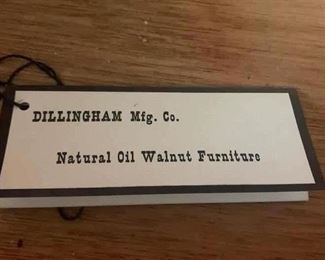 DILLINGHAM Mfg. Co.
Natural Oil Walnut Furniture